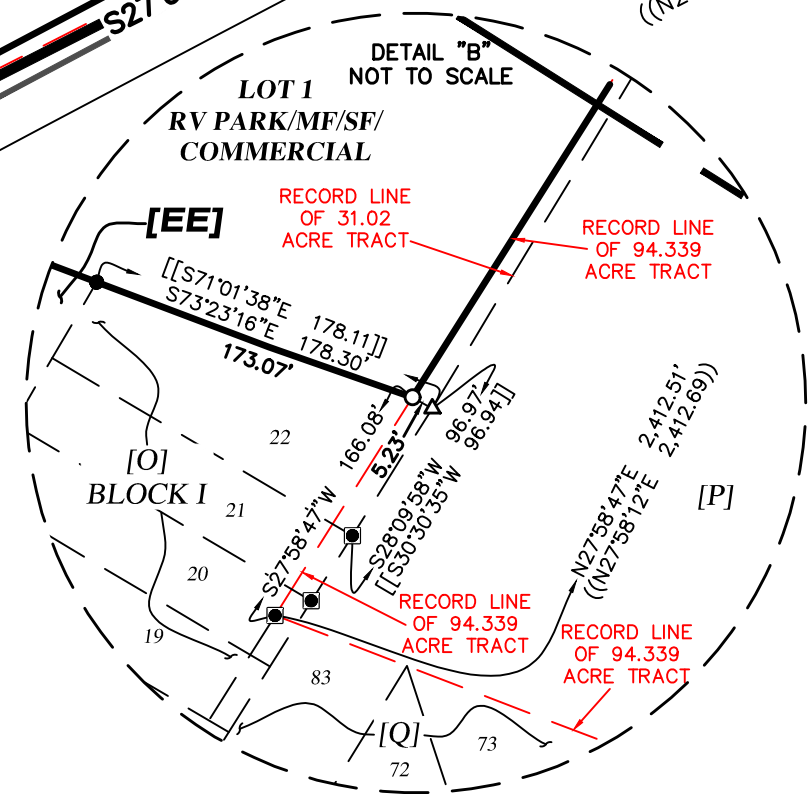 S27°
((N2
DETAIL "B"
NOT TO SCALE
LOT 1
RV PARK/MF/SF/
COMMERCIAL
RECORD LINE
OF 31.02
ACRE TRACT
RECORD LINE
OF 94.339
ACRE TRACT
[EE]
[[S71°01'38"E 178.11]]
S73°23'16"E 178.30'
173.07'
22
[O]
BLOCK I
21
20
19
S27°58'47"W 166.08'
5.23'
S28°09'58"W 96.97'
[[S30°30'35"W 96.94]]
N27°58'47"E 2,412.51'
((N27°58'12"E 2,412.69))
[P]
RECORD LINE
OF 94.339
ACRE TRACT
RECORD LINE
OF 94.339
ACRE TRACT
83
[Q]
73
72